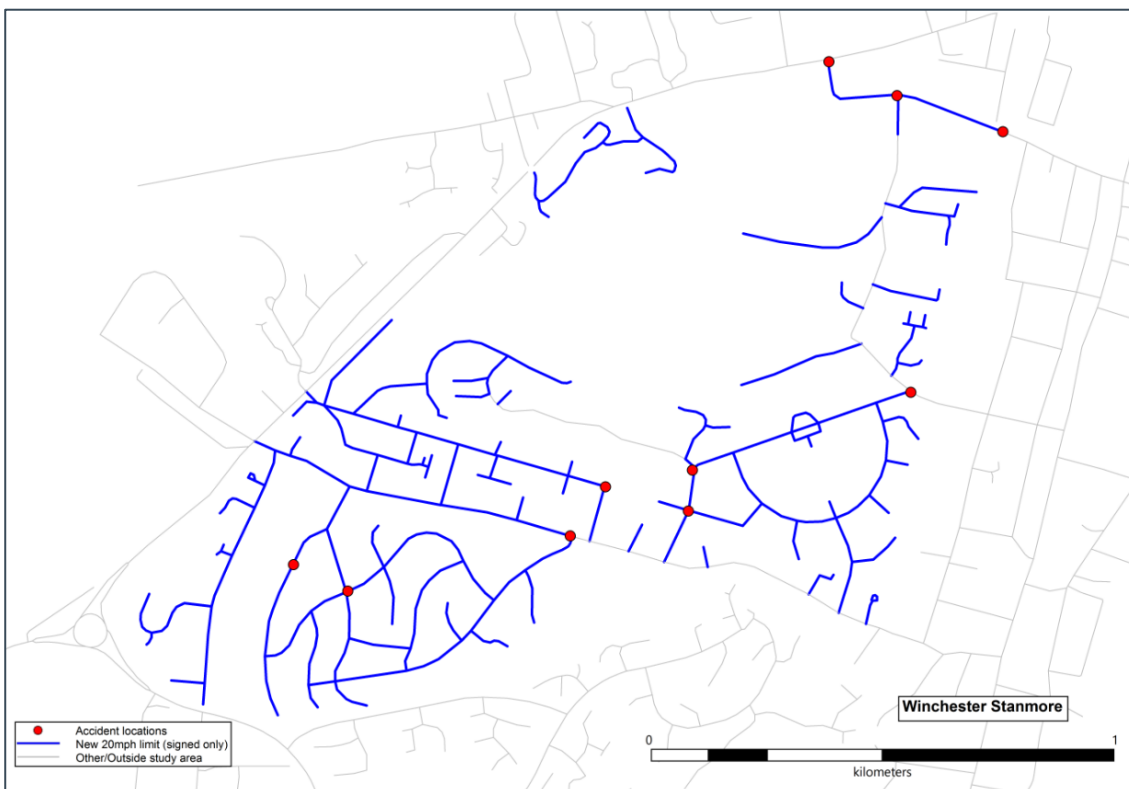 Winchester Stanmore
Accident locations
New 20mph limit (signed only)
Other/Outside study area
0 1
kilometers